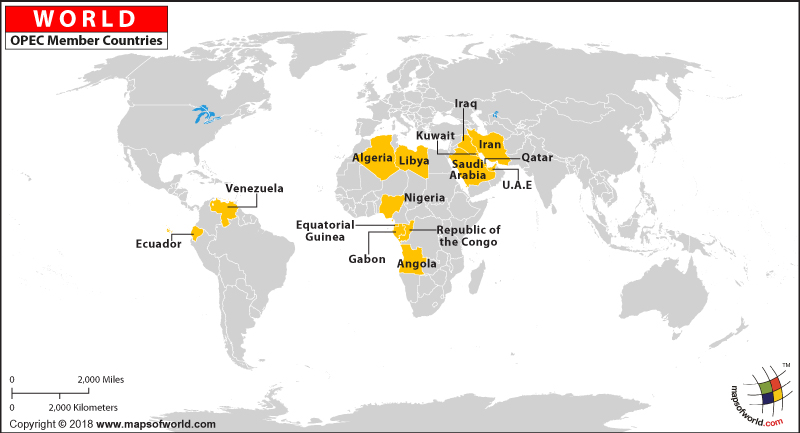 WORLD
OPEC Member Countries
Iraq
Kuwait
Iran
Algeria
Libya
Qatar
Saudi
Arabia
U.A.E
Venezuela
Nigeria
Equatorial
Guinea
Republic of
the Congo
Ecuador
Gabon
Angola
0
2,000 Miles
0
2,000 Kilometers
Copyright © 2018 www.mapsofworld.com
TM
mapsofworld.com